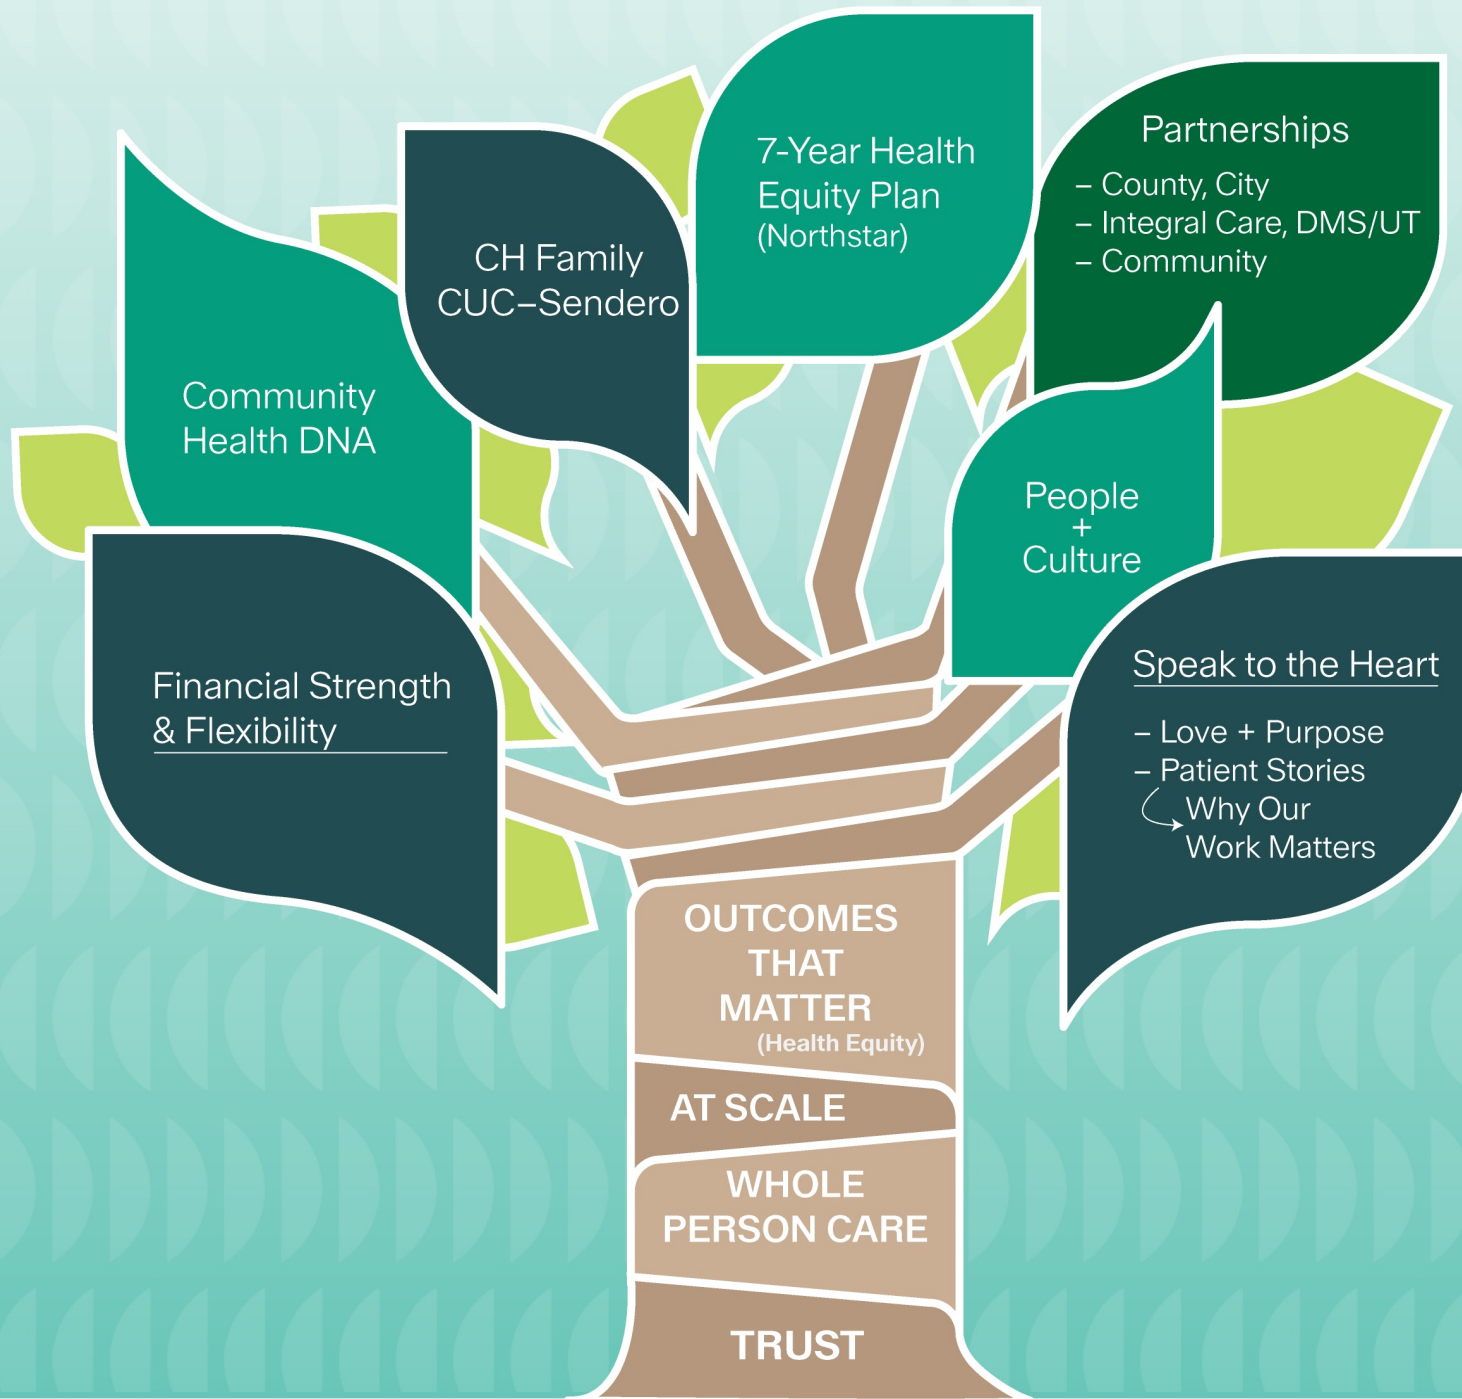 7-Year Health
Equity Plan
(Northstar)
Partnerships
– County, City
– Integral Care, DMS/UT
– Community
CH Family
CUC–Sendero
Community
Health DNA
People
+
Culture
Financial Strength
& Flexibility
Speak to the Heart
– Love + Purpose
– Patient Stories
Why Our
Work Matters
OUTCOMES
THAT
MATTER
(Health Equity)
AT SCALE
WHOLE
PERSON CARE
TRUST